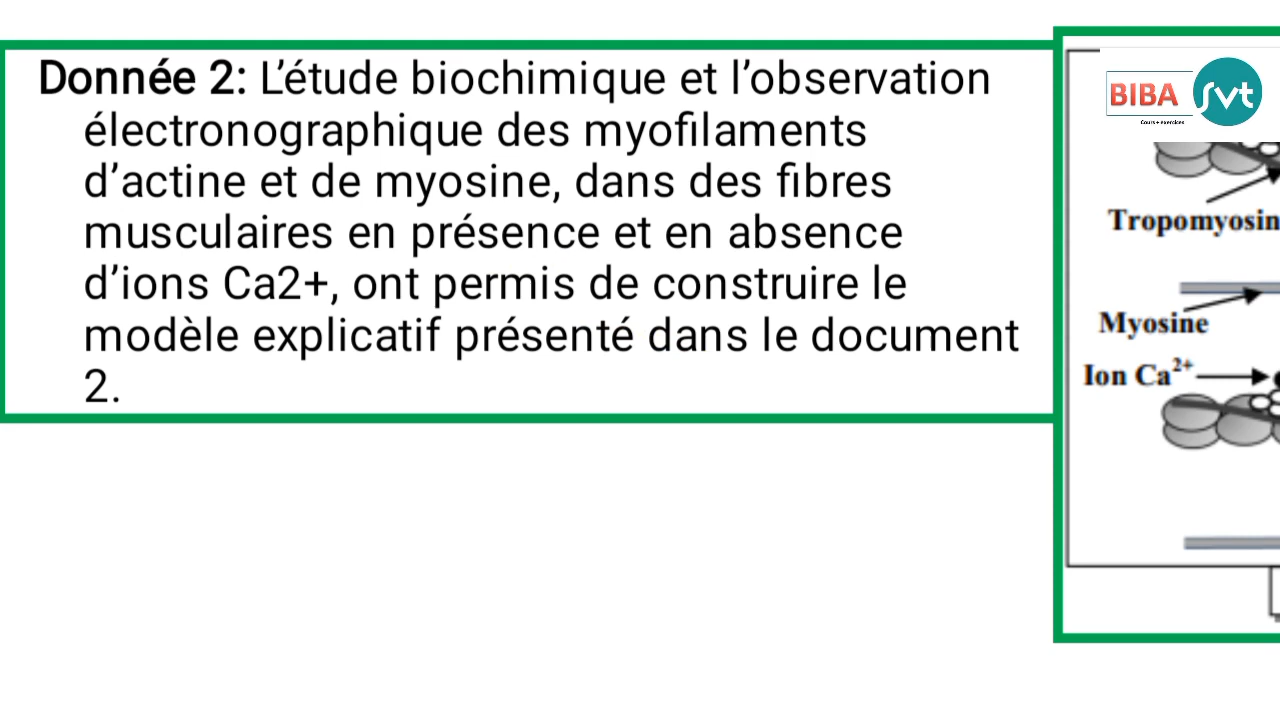 Donnée 2: L'étude biochimique et l'observation
électronographique des myofilaments
d'actine et de myosine, dans des fibres
musculaires en présence et en absence
d'ions Ca2+, ont permis de construire le
modèle explicatif présenté dans le document
2.
BIBA
svt
Cours + exercices
Myosine
Ion Ca²⁺